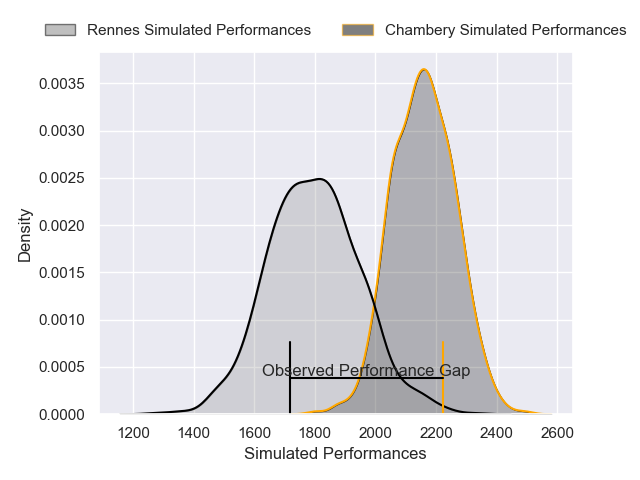 Rennes Simulated Performances
Chambery Simulated Performances
0.0035
0.0030
0.0025
0.0020
0.0015
0.0010
0.0005
0.0000
Density
Observed Performance Gap
1200 1400 1600 1800 2000 2200 2400 2600
Simulated Performances